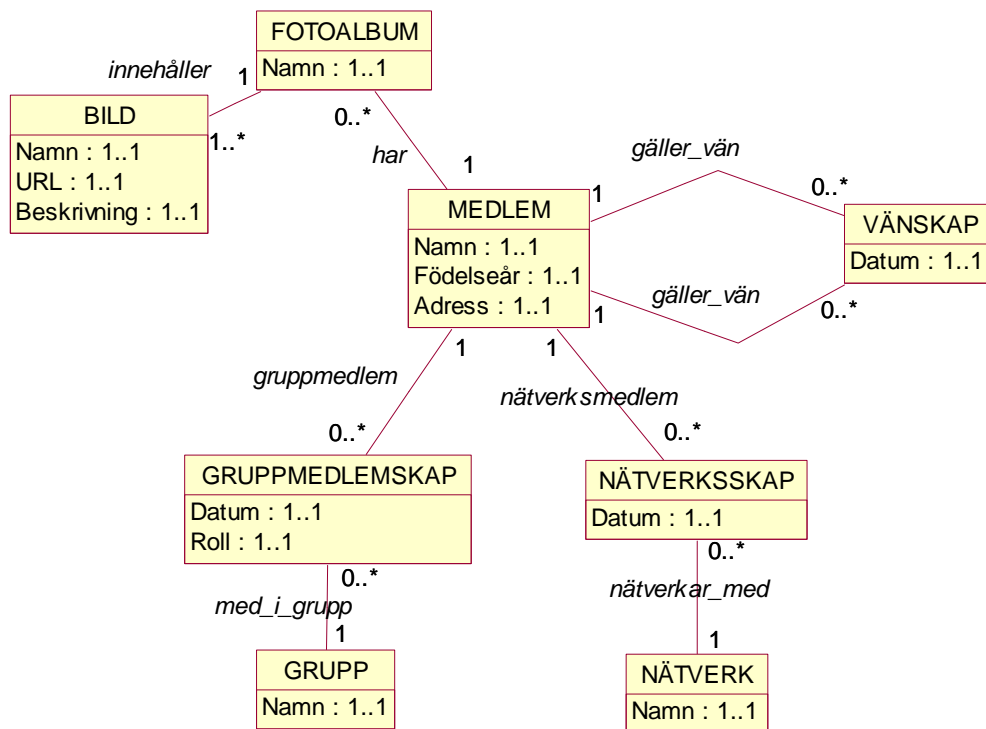 FOTOALBUM
Namn : 1..1
innehåller
1
BILD
Namn : 1..1
URL : 1..1
Beskrivning : 1..1
1..*
0..*
har
1
MEDLEM
Namn : 1..1
Födelseår : 1..1
Adress : 1..1
gäller_vän
1
0..*
VÄNSKAP
Datum : 1..1
gäller_vän
1
0..*
1
gruppmedlem
0..*
1
nätverksmedlem
0..*
GRUPPMEDLEMSKAP
Datum : 1..1
Roll : 1..1
NÄTVERKSSKAP
Datum : 1..1
0..*
med_i_grupp
1
0..*
nätverkar_med
1
GRUPP
Namn : 1..1
NÄTVERK
Namn : 1..1